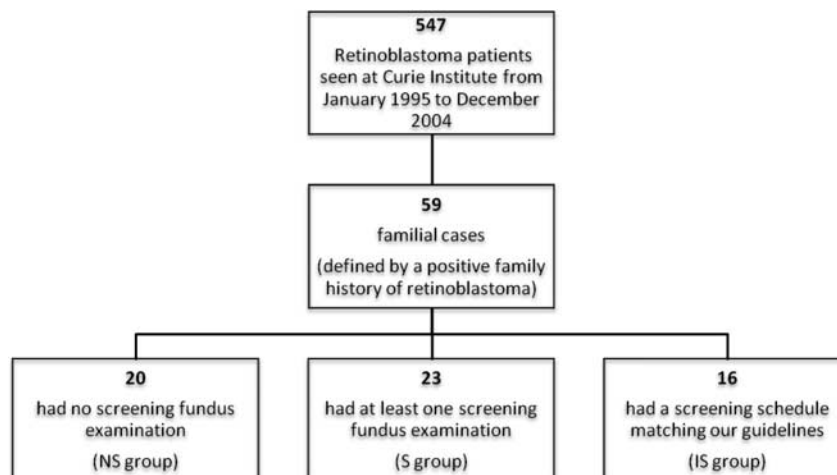 547
Retinoblastoma patients
seen at Curie Institute from
January 1995 to December
2004
59
familial cases
(defined by a positive family
history of retinoblastoma)
20
had no screening fundus
examination
(NS group)
23
had at least one screening
fundus examination
(S group)
16
had a screening schedule
matching our guidelines
(IS group)